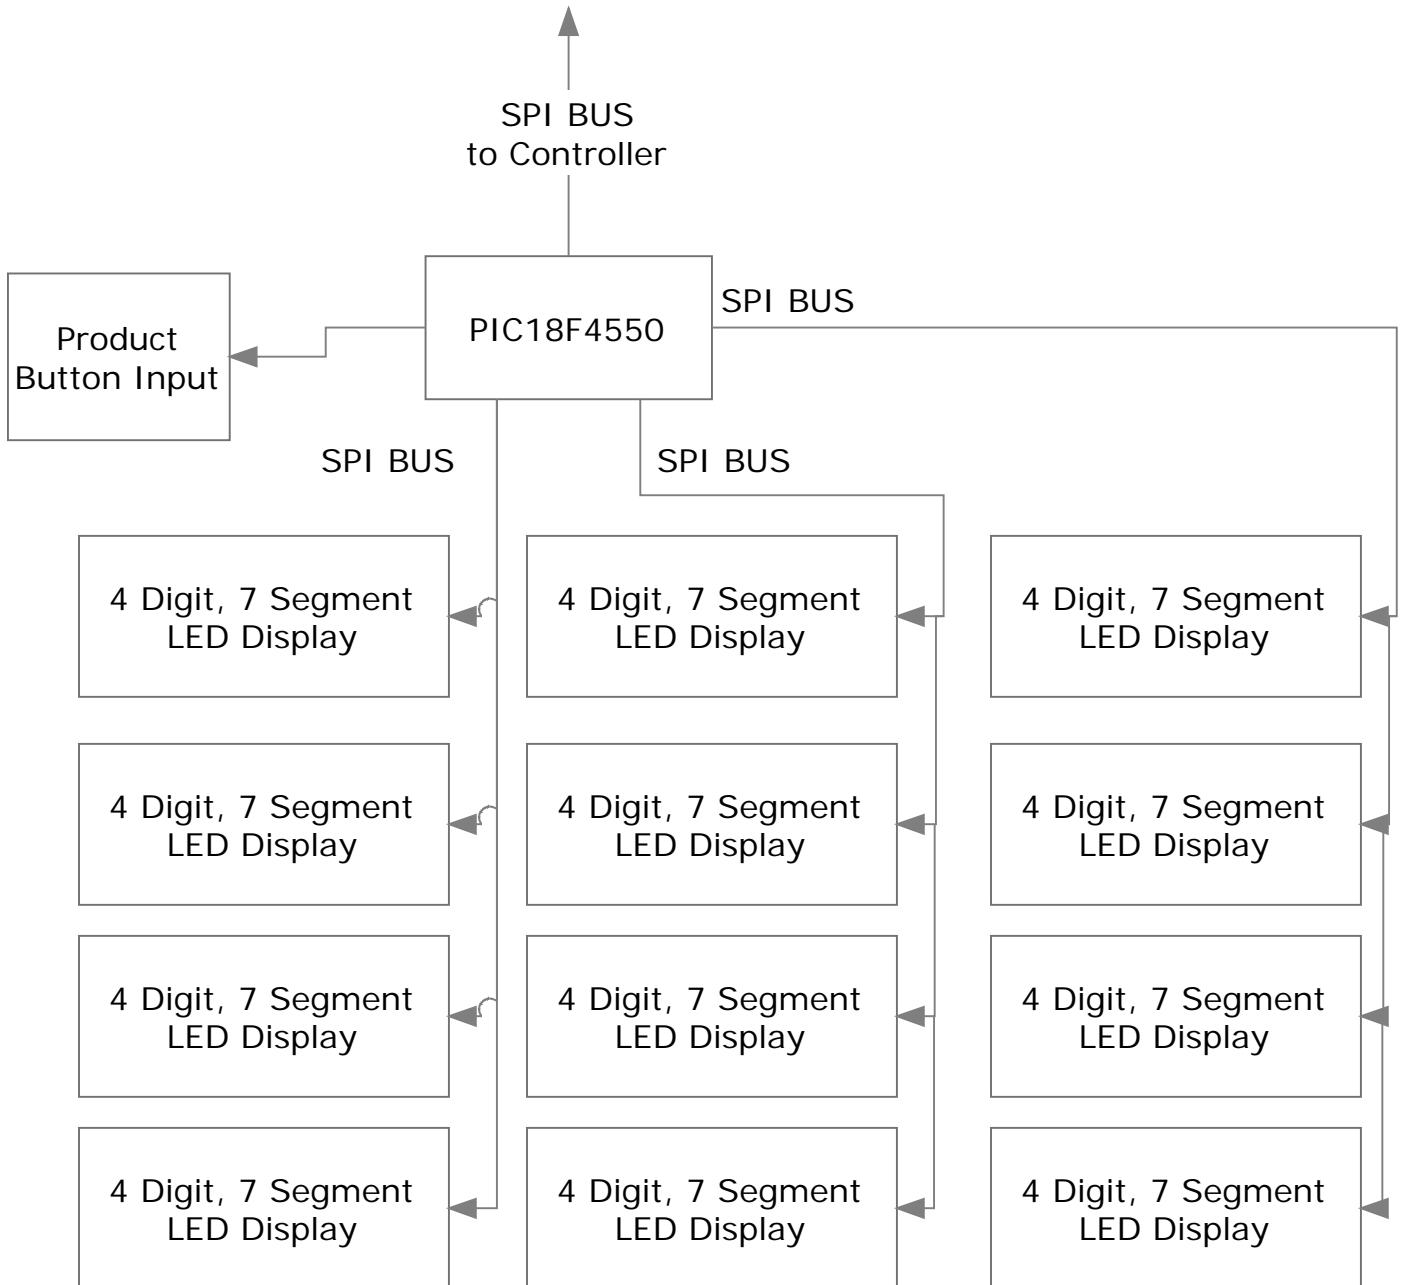 SPI BUS
to Controller
SPI BUS
PIC18F4550
Product
Button Input
SPI BUS
SPI BUS
4 Digit, 7 Segment
LED Display
4 Digit, 7 Segment
LED Display
4 Digit, 7 Segment
LED Display
4 Digit, 7 Segment
LED Display
4 Digit, 7 Segment
LED Display
4 Digit, 7 Segment
LED Display
4 Digit, 7 Segment
LED Display
4 Digit, 7 Segment
LED Display
4 Digit, 7 Segment
LED Display
4 Digit, 7 Segment
LED Display
4 Digit, 7 Segment
LED Display
4 Digit, 7 Segment
LED Display